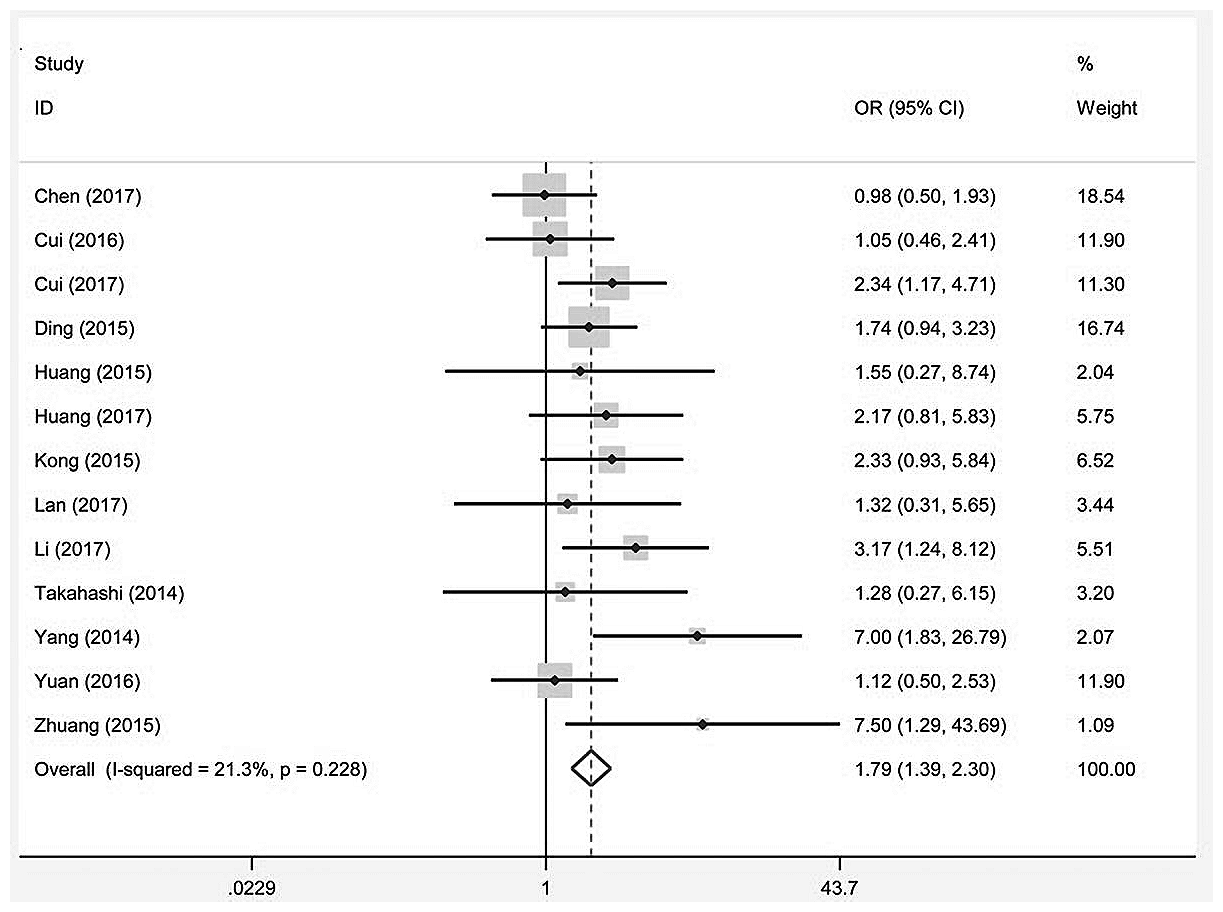 Study %
ID OR (95% CI) Weight
Chen (2017) 0.98 (0.50, 1.93) 18.54
Cui (2016) 1.05 (0.46, 2.41) 11.90
Cui (2017) 2.34 (1.17, 4.71) 11.30
Ding (2015) 1.74 (0.94, 3.23) 16.74
Huang (2015) 1.55 (0.27, 8.74) 2.04
Huang (2017) 2.17 (0.81, 5.83) 5.75
Kong (2015) 2.33 (0.93, 5.84) 6.52
Lan (2017) 1.32 (0.31, 5.65) 3.44
Li (2017) 3.17 (1.24, 8.12) 5.51
Takahashi (2014) 1.28 (0.27, 6.15) 3.20
Yang (2014) 7.00 (1.83, 26.79) 2.07
Yuan (2016) 1.12 (0.50, 2.53) 11.90
Zhuang (2015) 7.50 (1.29, 43.69) 1.09
Overall (I-squared = 21.3%, p = 0.228) 1.79 (1.39, 2.30) 100.00
.0229 1 43.7